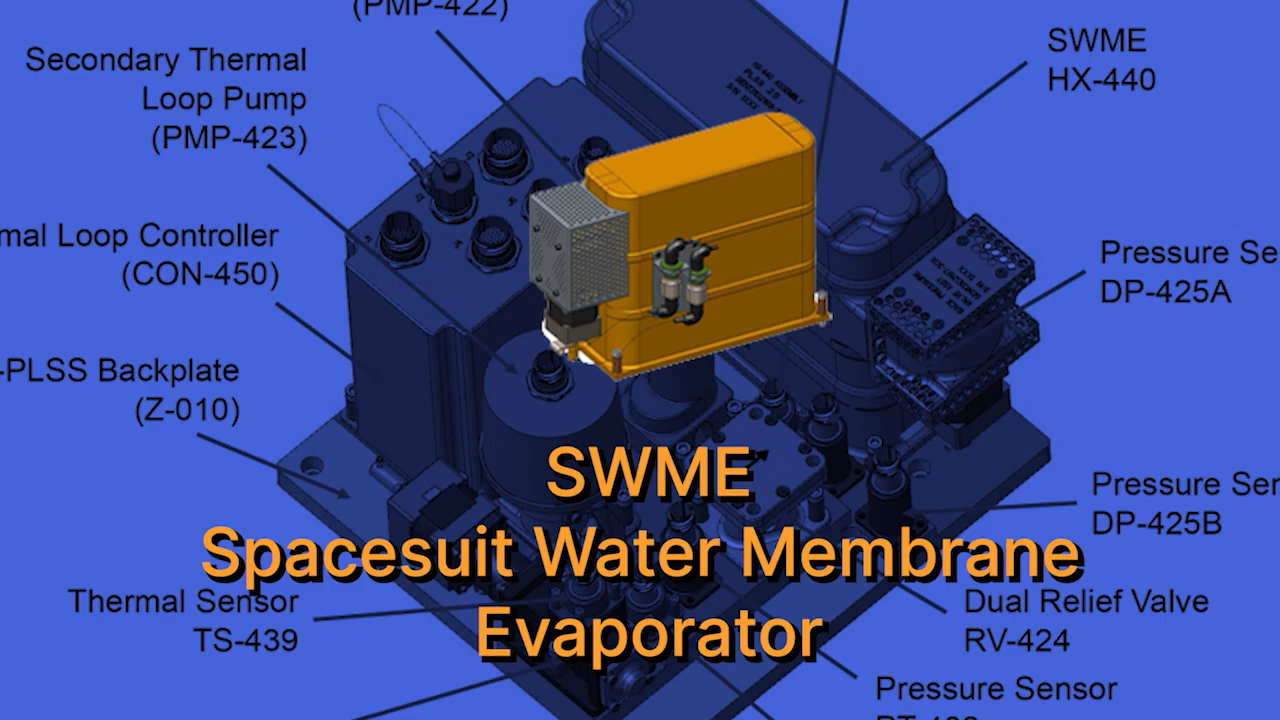 (PMP-422)
Secondary Thermal
Loop Pump
(PMP-423)
mal Loop Controller
(CON-450)
-PLSS Backplate
(Z-010)
Thermal Sensor
TS-439
SWME
HX-440
Pressure Se
DP-425A
Pressure Ser
DP-425B
Dual Relief Valve
RV-424
Pressure Sensor
SWME
Spacesuit Water Membrane
Evaporator